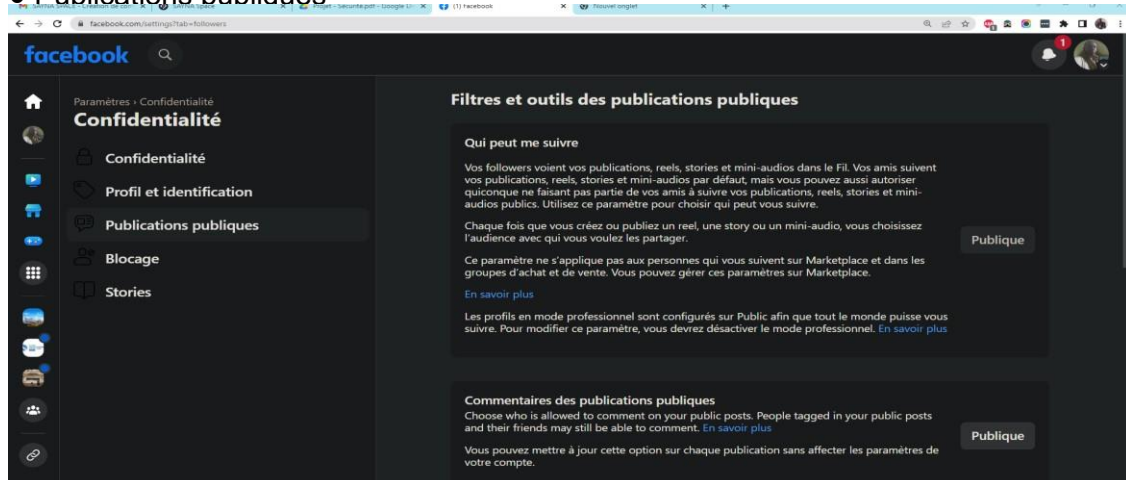 Publications publiques
(1) Facebook
Nouvel onglet
facebook.com/settings?tab=followers
facebook
1
Paramètres › Confidentialité
Confidentialité
Confidentialité
Profil et identification
Publications publiques
Blocage
Stories
Filtres et outils des publications publiques
Qui peut me suivre
Vos followers voient vos publications, reels, stories et mini-audios dans le Fil. Vos amis suivent
vos publications, reels, stories et mini-audios par défaut, mais vous pouvez aussi autoriser
quiconque ne faisant pas partie de vos amis à suivre vos publications, reels, stories et mini-
audios publics. Utilisez ce paramètre pour choisir qui peut vous suivre.
Chaque fois que vous créez ou publiez un reel, une story ou un mini-audio, vous choisissez
l'audience avec qui vous voulez les partager.
Publique
Ce paramètre ne s'applique pas aux personnes qui vous suivent sur Marketplace et dans les
groupes d'achat et de vente. Vous pouvez gérer ces paramètres sur Marketplace.
En savoir plus
Les profils en mode professionnel sont configurés sur Public afin que tout le monde puisse vous
suivre. Pour modifier ce paramètre, vous devrez désactiver le mode professionnel. En savoir plus
Commentaires des publications publiques
Choose who is allowed to comment on your public posts. People tagged in your public posts
and their friends may still be able to comment. En savoir plus
Publique
Vous pouvez mettre à jour cette option sur chaque publication sans affecter les paramètres de
votre compte.